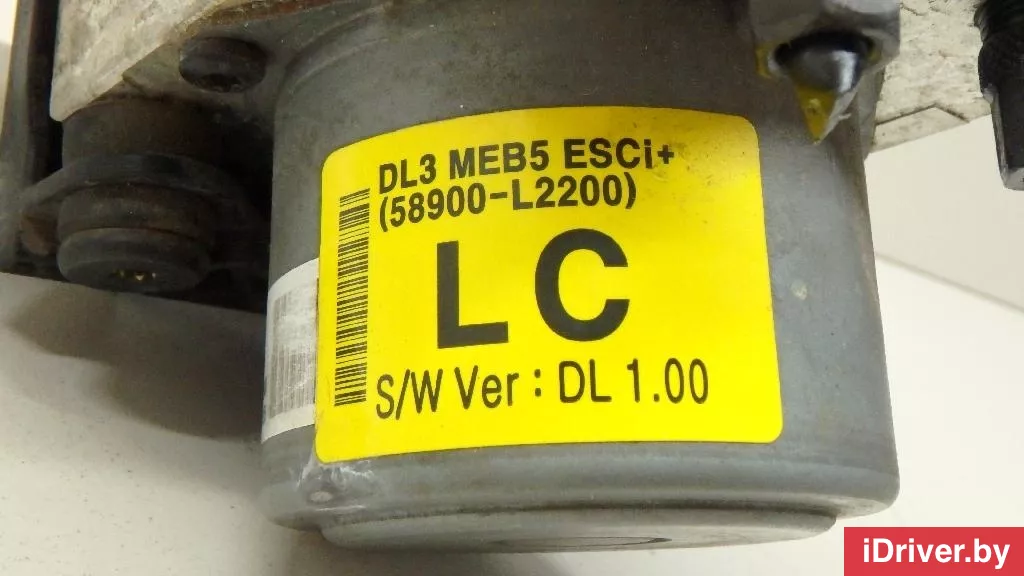 DL3 MEB5 ESCi+
(58900-L2200)
LC
S/W Ver : DL 1.00
iDriver.by